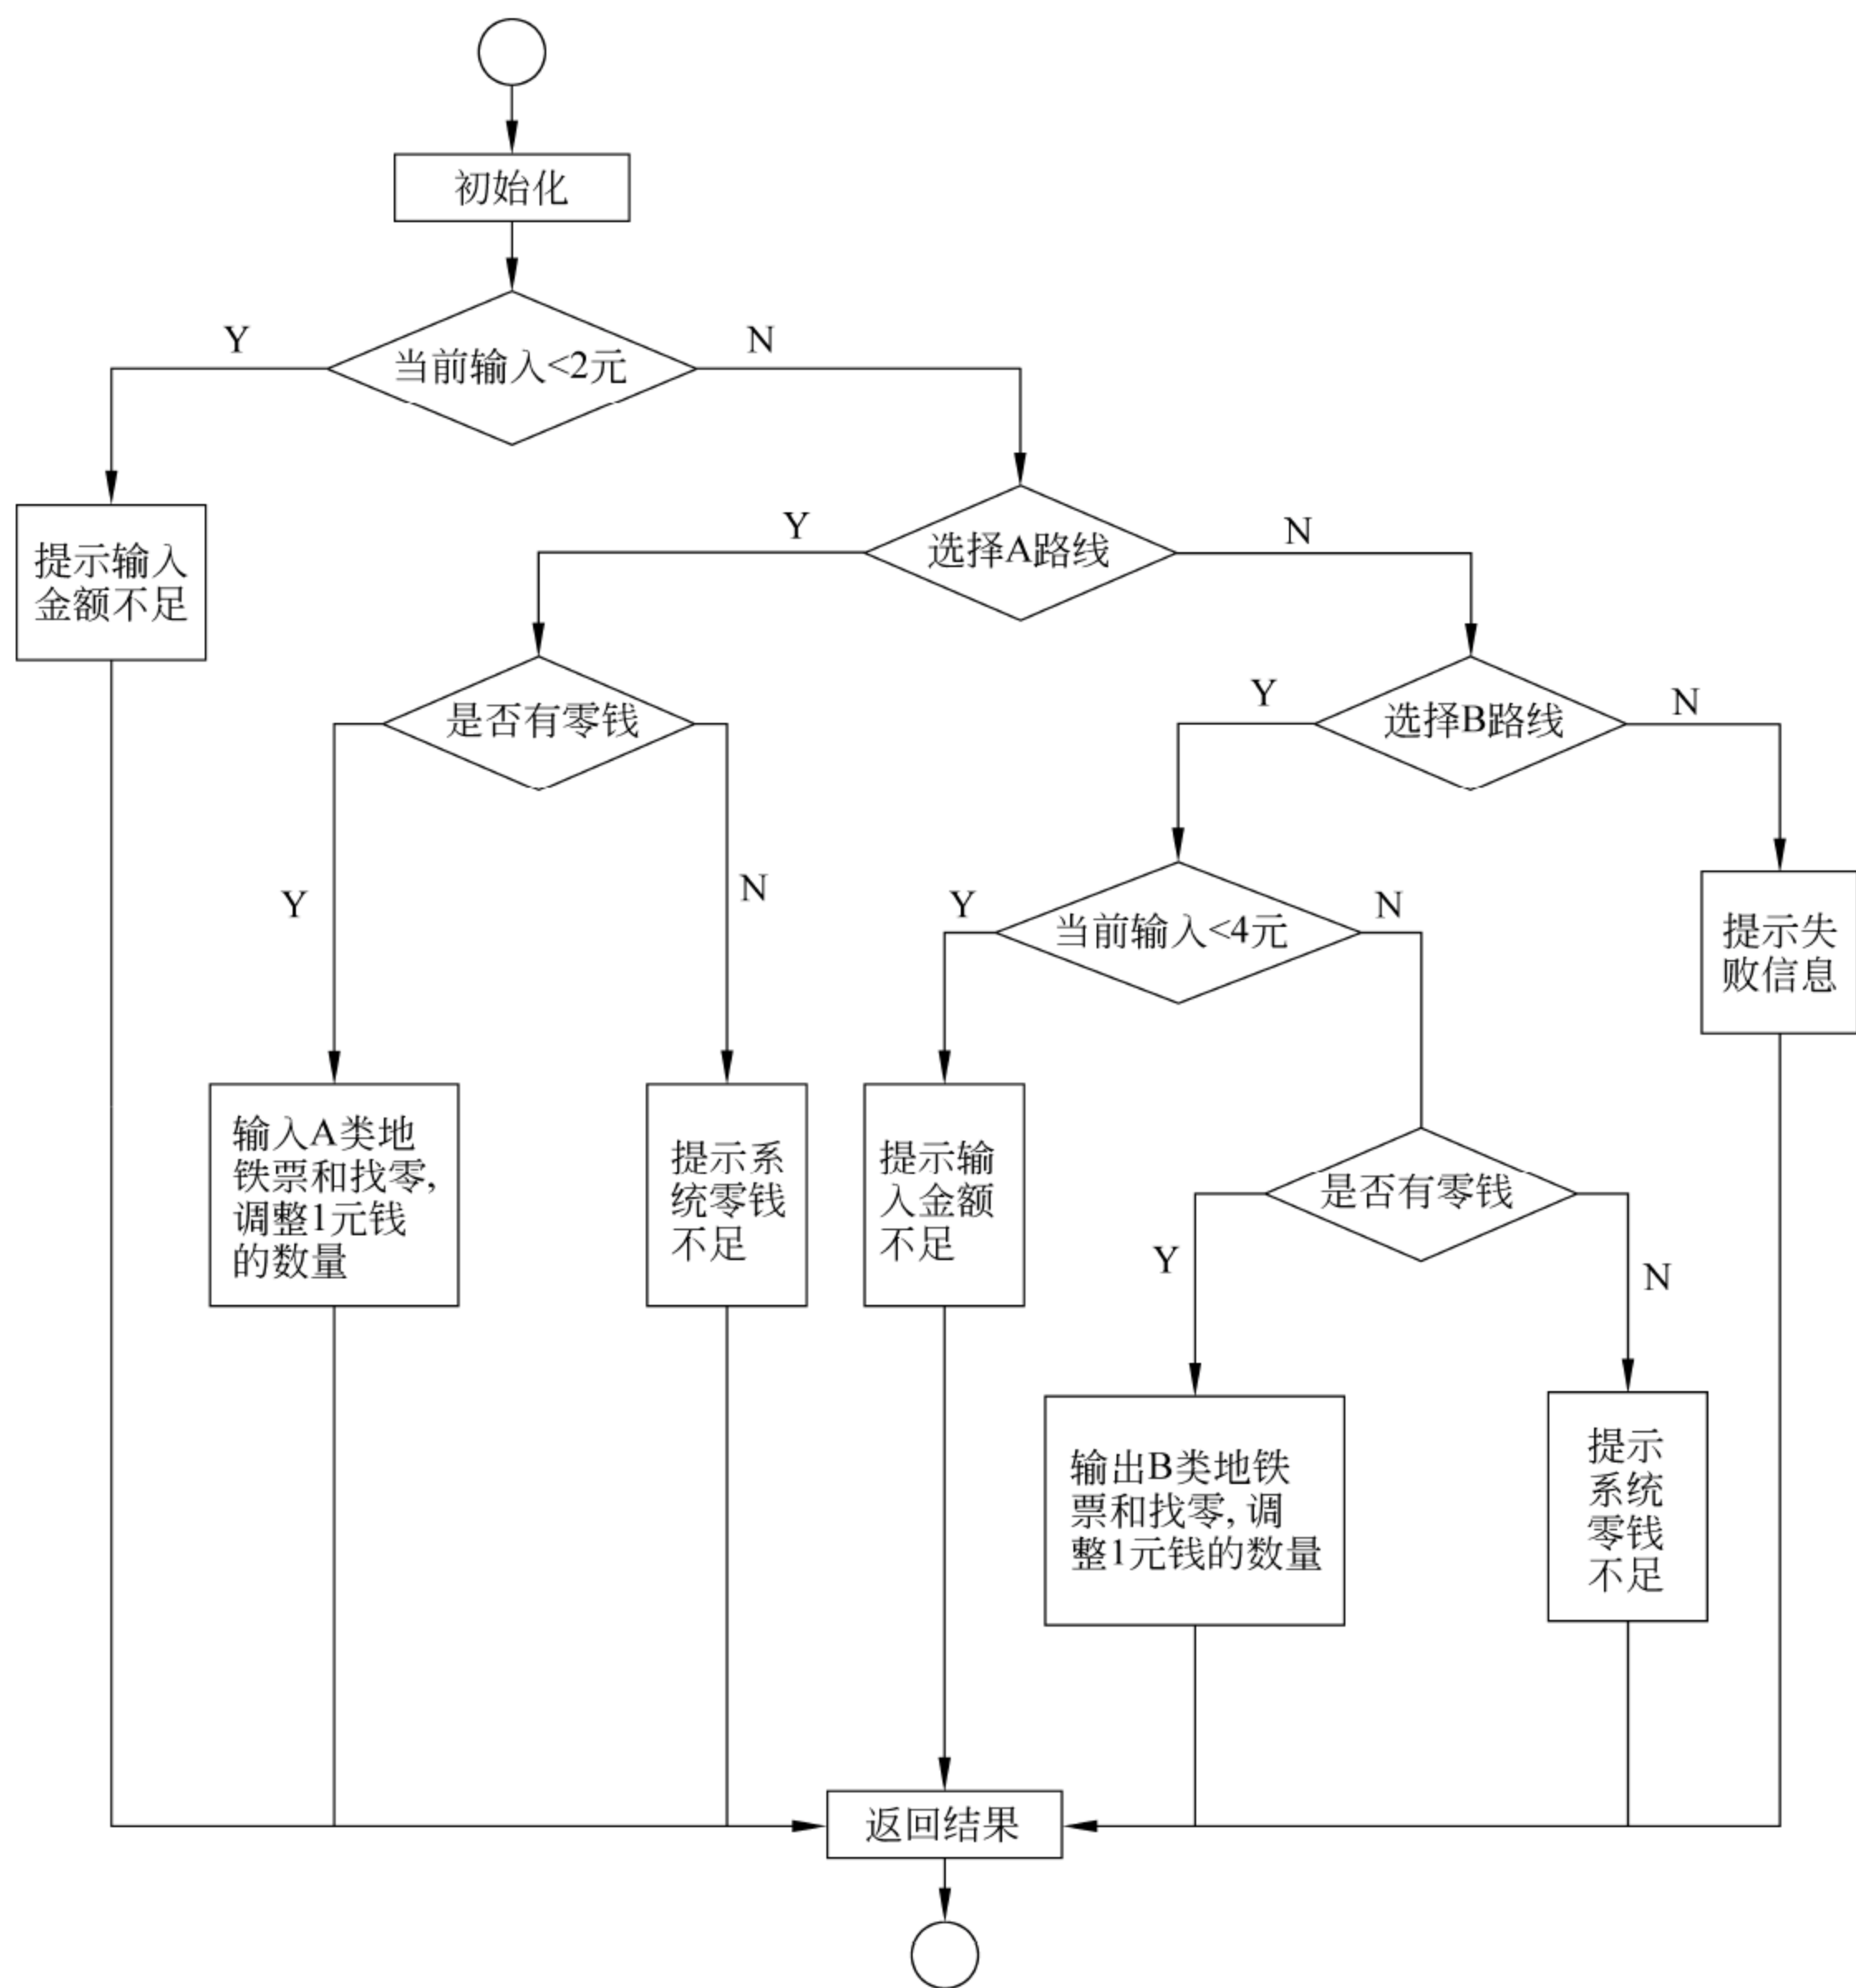 初始化
Y
N
当前输入<2元
Y
N
提示输入
金额不足
选择A路线
Y
N
是否有零钱
选择B路线
Y
N
Y
N
当前输入<4元
提示失
败信息
输入A类地
铁票和找零,
调整1元钱
的数量
提示系
统零钱
不足
提示输
入金额
不足
是否有零钱
Y
N
输出B类地铁
票和找零, 调
整1元钱的数量
提示
系统
零钱
不足
返回结果